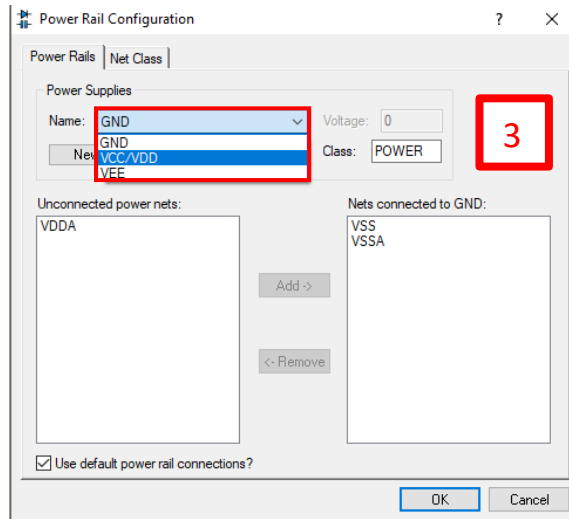 Power Rail Configuration ? ×
Power Rails Net Class
Power Supplies
Name: GND Voltage: 0
GND
VCC/VDD
VEE
New Class: POWER
3
Unconnected power nets: Nets connected to GND:
VDDA
VSS
VSSA
Add ->
<- Remove
Use default power rail connections?
OK Cancel